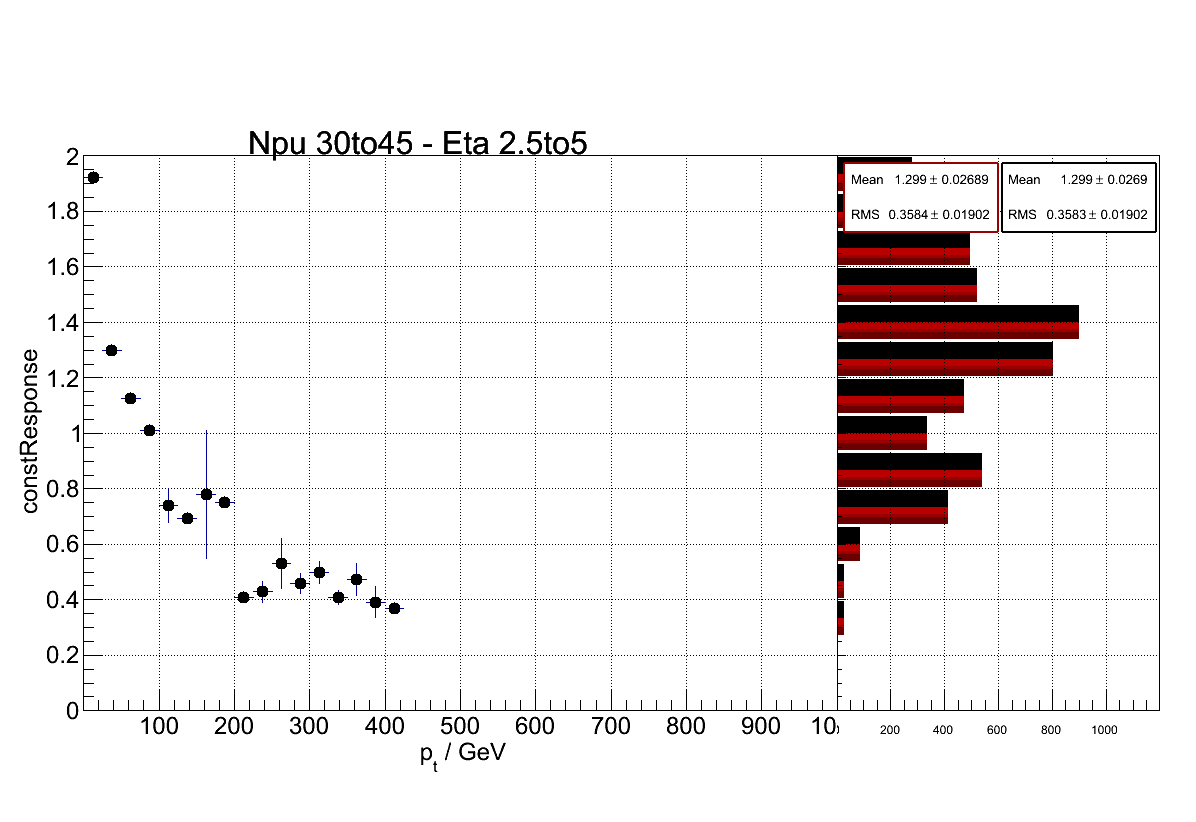 Npu 30to45 - Eta 2.5to5
constResponse
2
1.8
1.6
1.4
1.2
1
0.8
0.6
0.4
0.2
0
100 200 300 400 500 600 700 800 900
p_t / GeV
Mean 1.299 ± 0.02689
RMS 0.3584 ± 0.01902
Mean 1.299 ± 0.0269
RMS 0.3583 ± 0.01902
200 400 600 800 1000